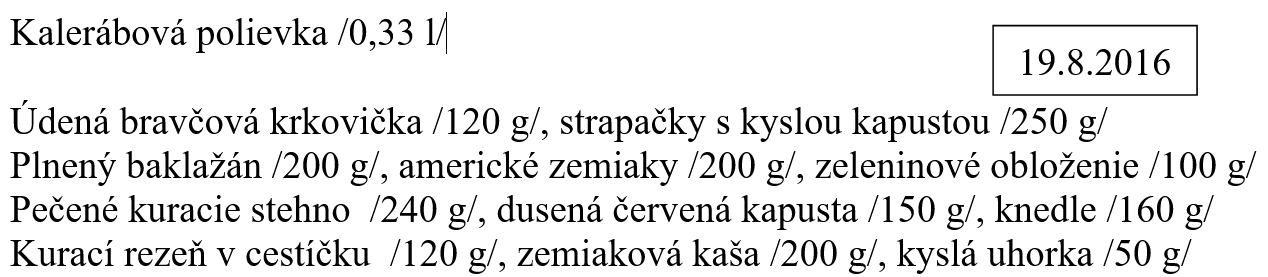 Kalerábová polievka /0,33 l/
19.8.2016
Údená bravčová krkovička /120 g/, strapačky s kyslou kapustou /250 g/
Plnený baklažán /200 g/, americké zemiaky /200 g/, zeleninové obloženie /100 g/
Pečené kuracie stehno  /240 g/, dusená červená kapusta /150 g/, knedle /160 g/
Kurací rezeň v cestíčku  /120 g/, zemiaková kaša /200 g/, kyslá uhorka /50 g/